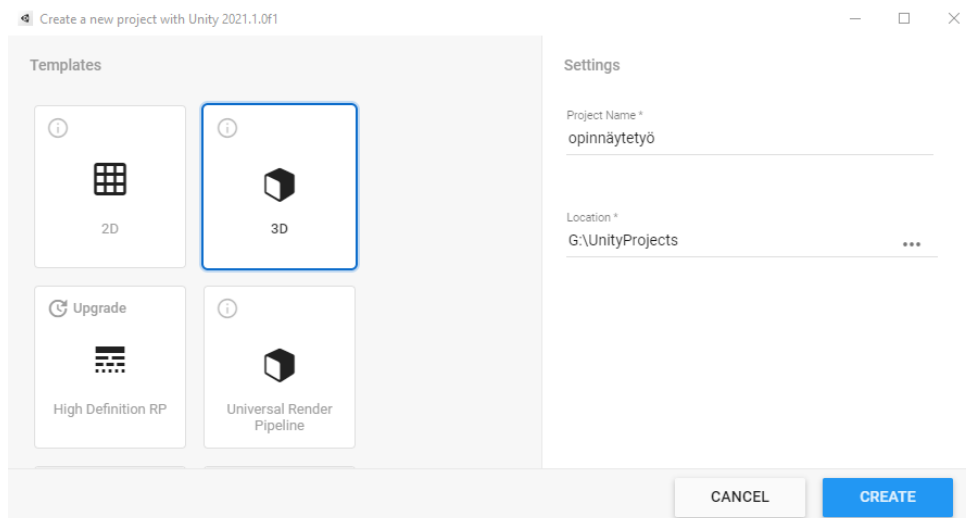 Create a new project with Unity 2021.1.0f1
Templates
2D
3D
Upgrade
High Definition RP
Universal Render
Pipeline
Settings
Project Name *
opinnäytetyö
Location *
G:\UnityProjects
CANCEL
CREATE